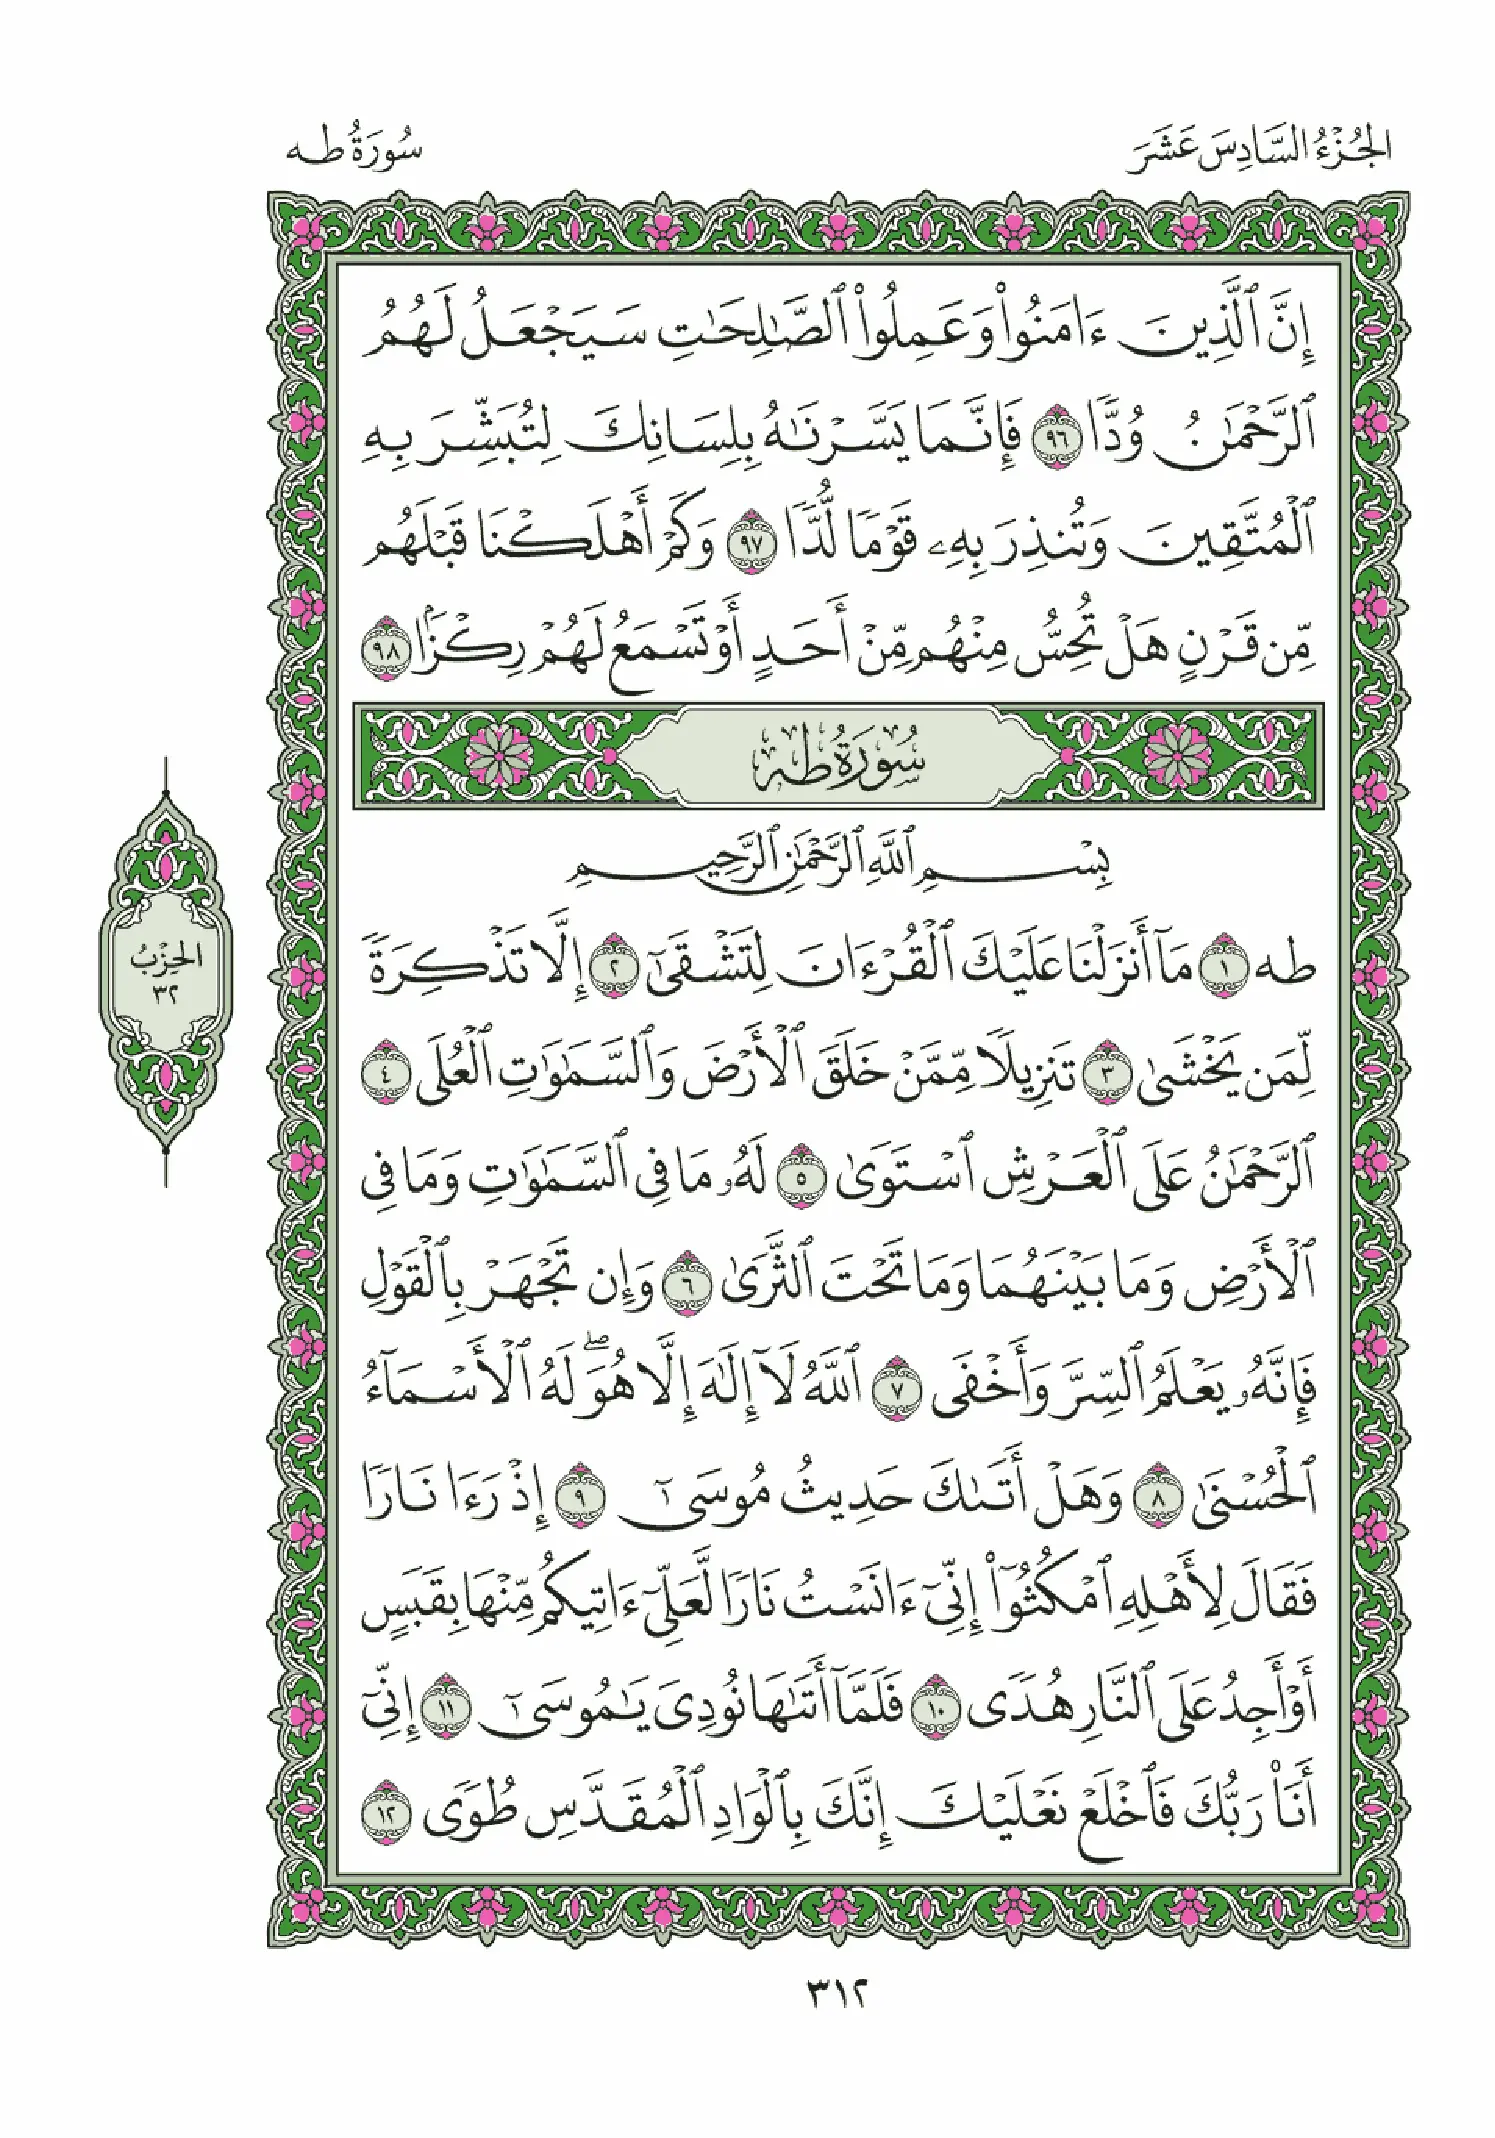 الجُزْءُ السَّادِسَ عَشَرَ
سُورَةُ طه
إِنَّ ٱلَّذِينَ ءَامَنُوا۟ وَعَمِلُوا۟ ٱلصَّـٰلِحَـٰتِ سَيَجْعَلُ لَهُمُ
ٱلرَّحْمَـٰنُ وُدًّا ٩٦ فَإِنَّمَا يَسَّرْنَـٰهُ بِلِسَانِكَ لِتُبَشِّرَ بِهِ
ٱلْمُتَّقِينَ وَتُنذِرَ بِهِۦ قَوْمًا لُّدًّا ٩٧ وَكَمْ أَهْلَكْنَا قَبْلَهُم
مِّن قَرْنٍ هَلْ تُحِسُّ مِنْهُم مِّنْ أَحَدٍ أَوْ تَسْمَعُ لَهُمْ رِكْزًۢا ٩٨
سُورَةُ طه
بِسْمِ ٱللَّهِ ٱلرَّحْمَـٰنِ ٱلرَّحِيمِ
طه ١ مَآ أَنزَلْنَا عَلَيْكَ ٱلْقُرْءَانَ لِتَشْقَىٰٓ ٢ إِلَّا تَذْكِرَةً
لِّمَن يَخْشَىٰ ٣ تَنزِيلًا مِّمَّنْ خَلَقَ ٱلْأَرْضَ وَٱلسَّمَـٰوَٰتِ ٱلْعُلَى ٤
ٱلرَّحْمَـٰنُ عَلَى ٱلْعَرْشِ ٱسْتَوَىٰ ٥ لَهُۥ مَا فِى ٱلسَّمَـٰوَٰتِ وَمَا فِى
ٱلْأَرْضِ وَمَا بَيْنَهُمَا وَمَا تَحْتَ ٱلثَّرَىٰ ٦ وَإِن تَجْهَرْ بِٱلْقَوْلِ
فَإِنَّهُۥ يَعْلَمُ ٱلسِّرَّ وَأَخْفَى ٧ ٱللَّهُ لَآ إِلَـٰهَ إِلَّا هُوَ ۖ لَهُ ٱلْأَسْمَآءُ
ٱلْحُسْنَىٰ ٨ وَهَلْ أَتَىٰكَ حَدِيثُ مُوسَىٰٓ ٩ إِذْ رَءَا نَارًا
فَقَالَ لِأَهْلِهِ ٱمْكُثُوٓا۟ إِنِّىٓ ءَانَسْتُ نَارًا لَّعَلِّىٓ ءَاتِيكُم مِّنْهَا بِقَبَسٍ
أَوْ أَجِدُ عَلَى ٱلنَّارِ هُدًى ١٠ فَلَمَّآ أَتَىٰهَا نُودِىَ يَـٰمُوسَىٰٓ ١١ إِنِّىٓ
أَنَا۠ رَبُّكَ فَٱخْلَعْ نَعْلَيْكَ إِنَّكَ بِٱلْوَادِ ٱلْمُقَدَّسِ طُوًى ١٢
الحِزْبُ
٣٢
٣١٢